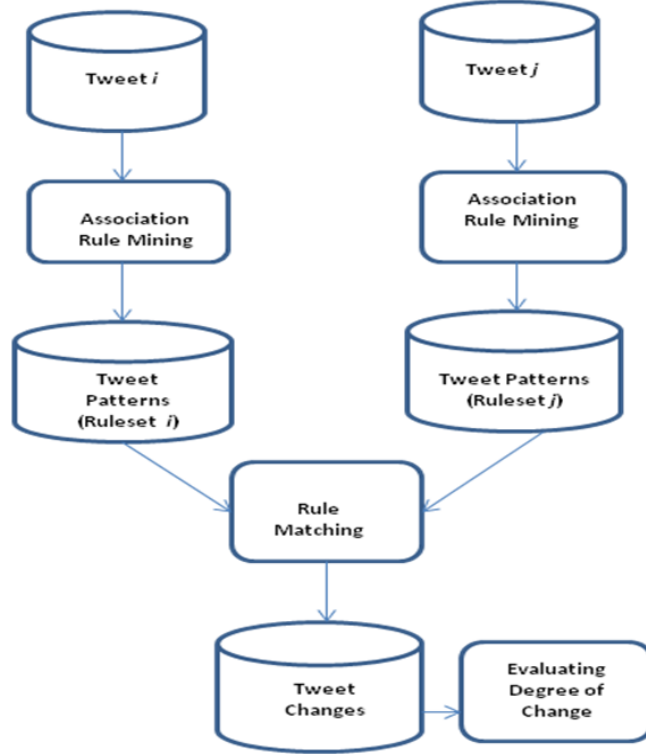 Tweet i
Tweet j
Association
Rule Mining
Association
Rule Mining
Tweet
Patterns
(Ruleset i)
Tweet Patterns
(Ruleset j)
Rule
Matching
Tweet
Changes
Evaluating
Degree of
Change